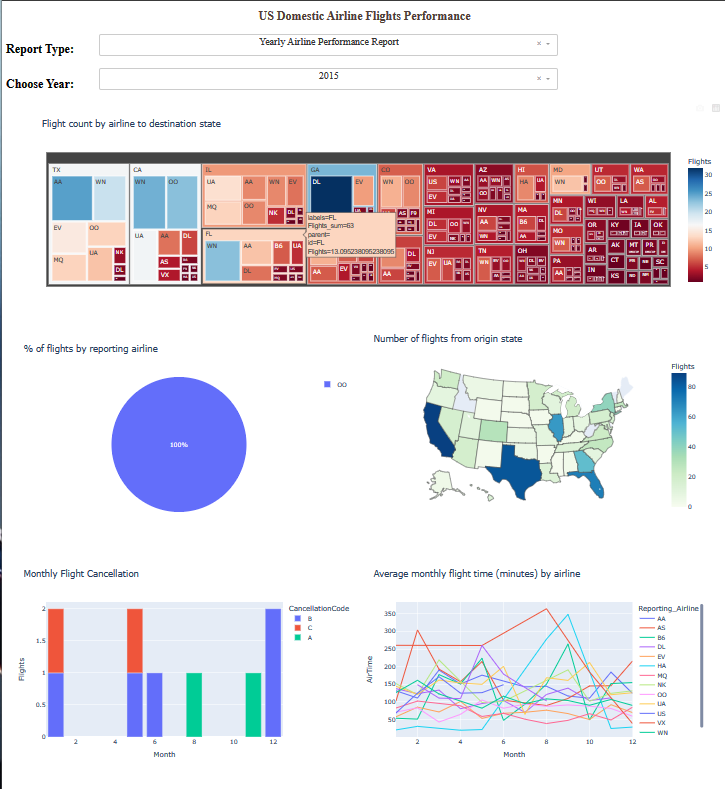 US Domestic Airline Flights Performance
Report Type:
Yearly Airline Performance Report
× -
Choose Year:
2015
× -
Flight count by airline to destination state
TX
AA
WN
EV
OO
MQ
UA
NK
DL
CA
WN
OO
UA
AA
DL
AS
VX
IL
UA
AA
WN
EV
MQ
OO
NK
DL
FL
WN
AA
B6
UA
DL
GA
DL
EV
CO
WN
OO
AS
F9
DL
AA
EV
AA
VA
US
WN
AA
MI
DL
OO
NJ
EV
UA
AZ
WN
AA
OO
NV
AA
WN
TN
WN
HI
HA
UA
MA
B6
DL
OH
MD
WN
MN
DL
MO
WN
PA
AA
UT
OO
WI
OR
AR
IN
WA
AS
LA
KY
CT
KS
AL
IA
AK
OK
MT
PR
RI
SC
labels=FL
Flights_sum=63
parent=
id=FL
Flights=13.095238095238095
Flights
30
25
20
15
10
5
% of flights by reporting airline
100%
OO
Number of flights from origin state
Flights
80
60
40
20
0
Monthly Flight Cancellation
CancellationCode
B
C
A
Flights
2
1.5
1
0.5
0
2
4
6
8
10
12
Month
Average monthly flight time (minutes) by airline
Reporting_Airline
AA
AS
B6
DL
EV
HA
MQ
NK
OO
UA
US
VX
WN
AirTime
350
300
250
200
150
100
50
2
4
6
8
10
12
Month